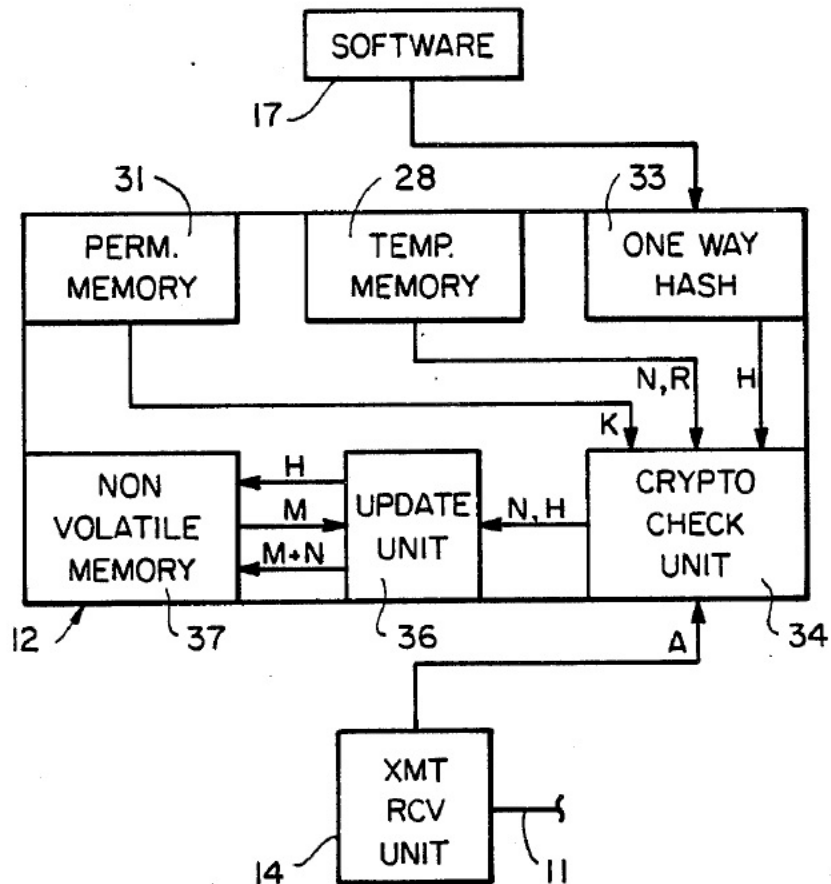 SOFTWARE
17
31
28
33
PERM.
MEMORY
TEMP.
MEMORY
ONE WAY
HASH
N,R
H
K
NON
VOLATILE
MEMORY
H
M
M+N
UPDATE
UNIT
N,H
CRYPTO
CHECK
UNIT
12
37
36
34
A
XMT
RCV
UNIT
14
11